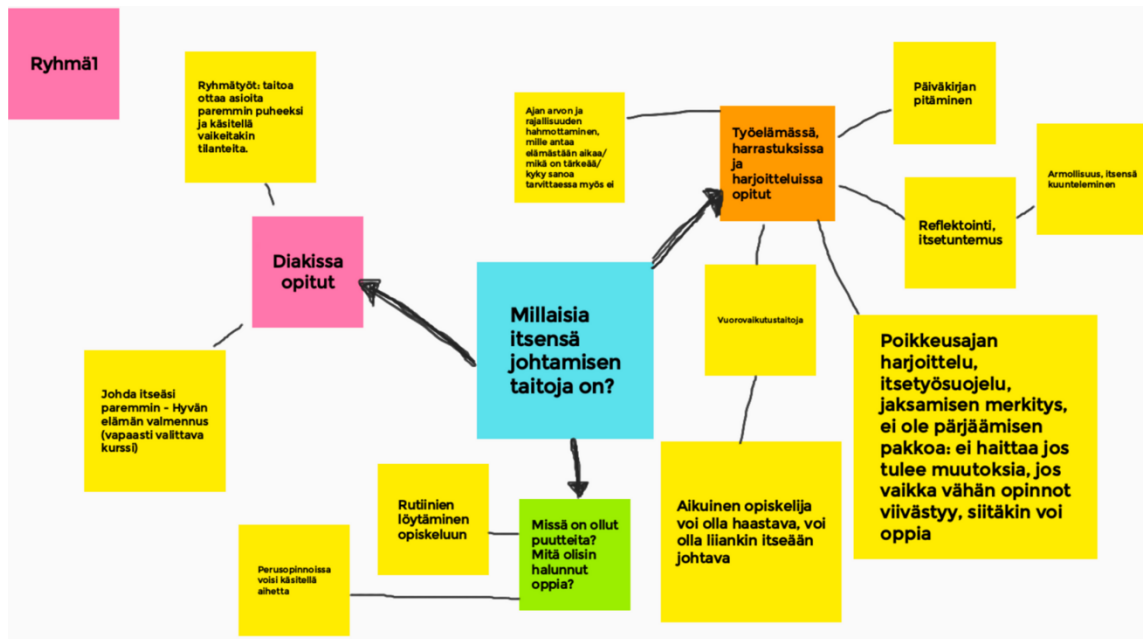 Ryhmä1
Ryhmätyöt: taitoa
ottaa asioita
paremmin puheeksi
ja käsitellä
vaikeitakin
tilanteita.
Diakissa
opitut
Johda itseäsi
paremmin - Hyvän
elämän valmennus
(vapaasti valittava
kurssi)
Millaisia
itsensä
johtamisen
taitoja on?
Ajan arvon ja
rajallisuuden
hahmottaminen,
mille antaa
elämästään aikaa/
mikä on tärkeää/
kyky sanoa
tarvittaessa myös ei
Työelämässä,
harrastuksissa
ja
harjoitteluissa
opitut
Päiväkirjan
pitäminen
Reflektointi,
itsetuntemus
Armollisuus, itsensä
kuunteleminen
Vuorovaikutustaitoja
Aikuinen opiskelija
voi olla haastava, voi
olla liiankin itseään
johtava
Poikkeusajan
harjoittelu,
itsetyösuojelu,
jaksamisen merkitys,
ei ole pärjäämisen
pakkoa: ei haittaa jos
tulee muutoksia, jos
vaikka vähän opinnot
viivästyy, siitäkin voi
oppia
Missä on ollut
puutteita?
Mitä olisin
halunnut
oppia?
Rutiinien
löytäminen
opiskeluun
Perusopinnoissa
voisi käsitellä
aihetta